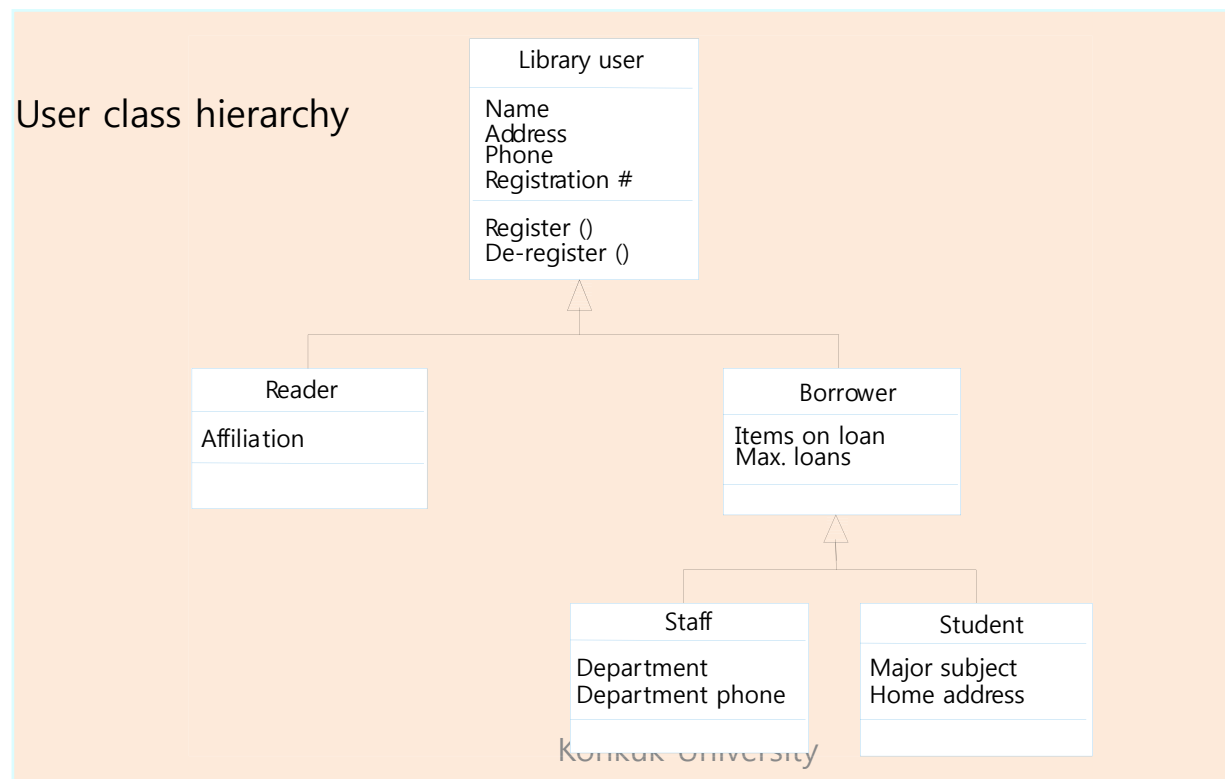 User class hierarchy
Library user
Name
Address
Phone
Registration #
Register ()
De-register ()
Reader
Affiliation
Borrower
Items on loan
Max. loans
Staff
Department
Department phone
Student
Major subject
Home address
Konkuk University